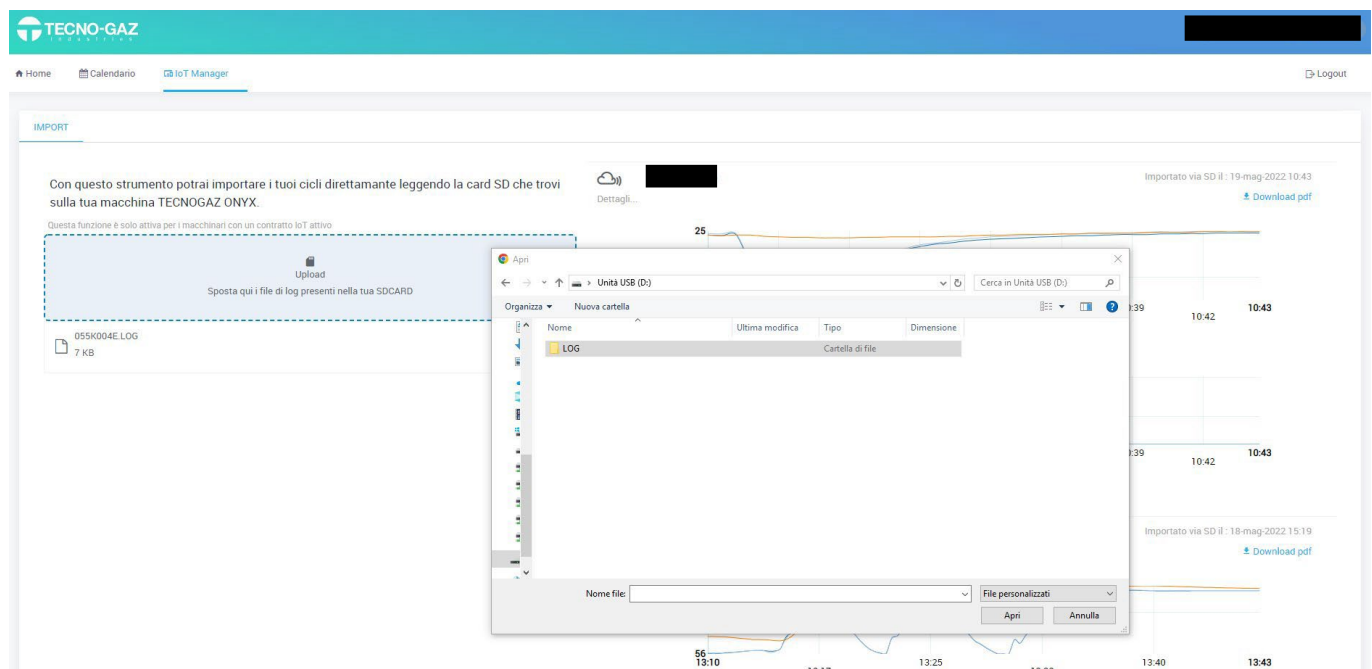 TECNO-GAZ
industries
Home Calendario IoT Manager Logout
IMPORT
Con questo strumento potrai importare i tuoi cicli direttamante leggendo la card SD che trovi
sulla tua macchina TECNOGAZ ONYX.
Questa funzione è solo attiva per i macchinari con un contratto IoT attivo
Upload
Sposta qui i file di log presenti nella tua SDCARD
055K004E.LOG
7 KB
Dettagli...
Importato via SD il : 19-mag-2022 10:43
Download pdf
25
Apri
Unità USB (D:)
Cerca in Unità USB (D:)
Organizza Nuova cartella
Nome Ultima modifica Tipo Dimensione
LOG Cartella di file
Nome file: File personalizzati
Apri Annulla
:39 10:42 10:43
:39 10:42 10:43
Importato via SD il : 18-mag-2022 15:19
Download pdf
56
13:10 13:25 13:40 13:43